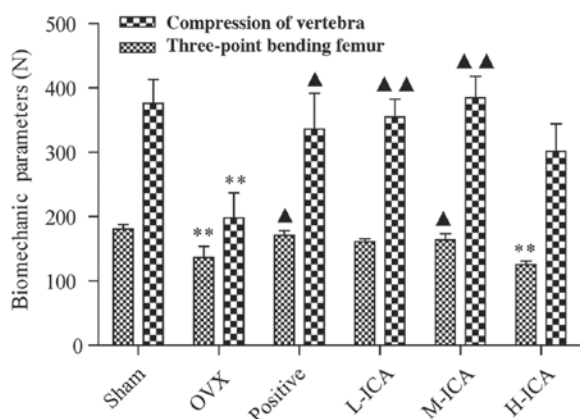 Compression of vertebra
Three-point bending femur
Biomechanic parameters (N)
500
400
300
200
100
0
**
**
▲
▲
▲ ▲
▲
▲ ▲
**
Sham
OVX
Positive
L-ICA
M-ICA
H-ICA